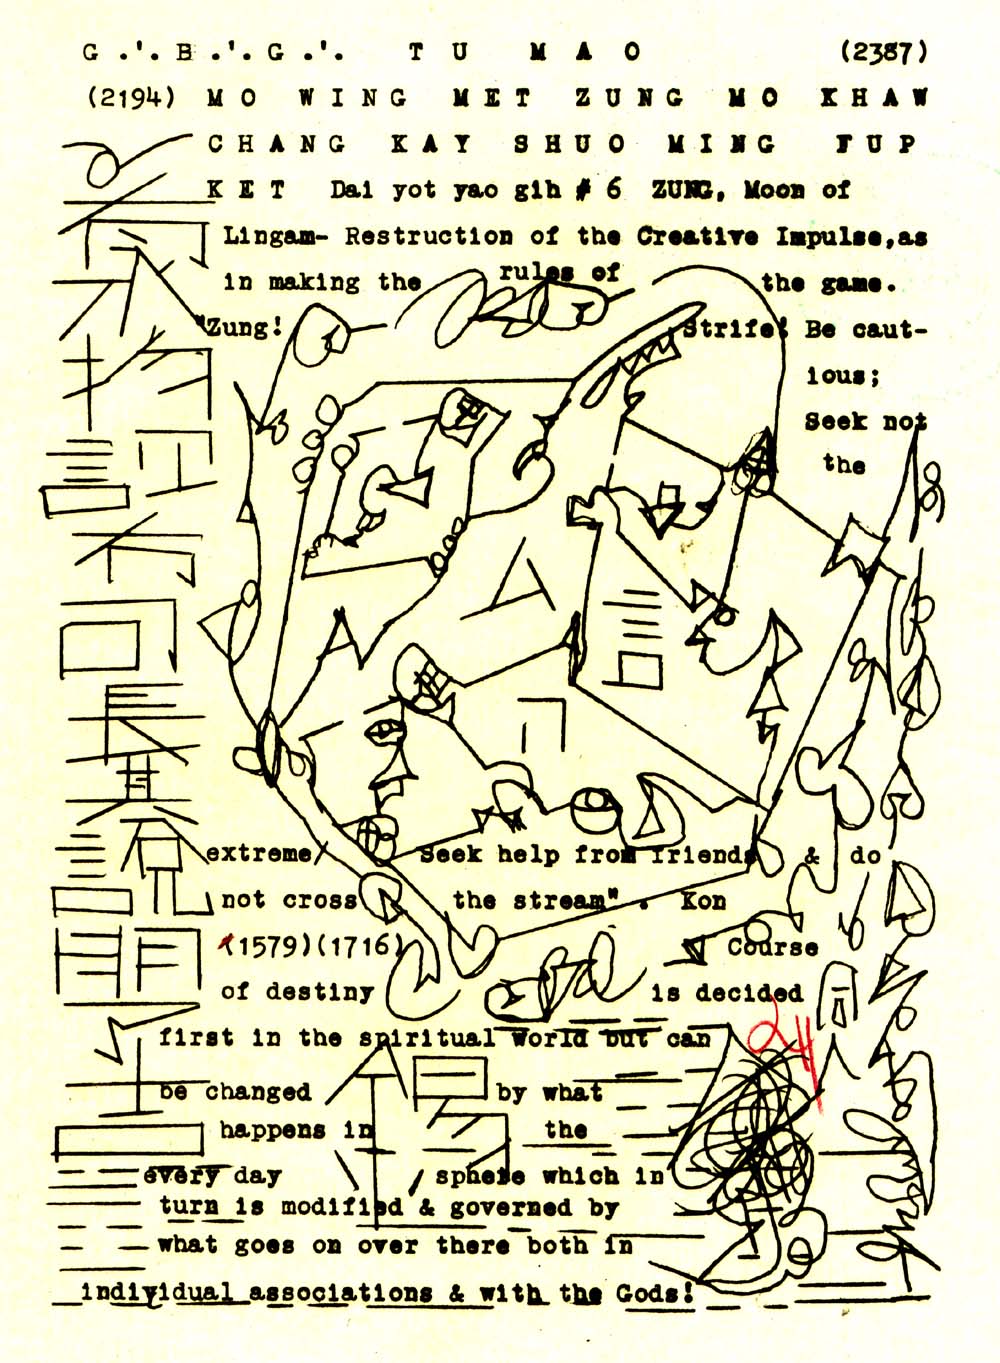 G.'.B.'.G.'. TU MAO (2387)
(2194) MO WING MET ZUNG MO KHAW
CHANG KAY SHUO MING FUP
KET Dai yot yao gih # 6 ZUNG, Moon of
Lingam- Restruction of the Creative Impulse,as
in making the rules of the game.
"Zung! Strife! Be caut-
ious;
Seek not
the
extreme/ Seek help from friends & do
not cross the stream". Kon
(1579)(1716) Course
of destiny is decided
first in the spiritual world but can
24
be changed by what
happens in the
every day sphere which in
turn is modified & governed by
what goes on over there both in
individual associations & with the Gods!